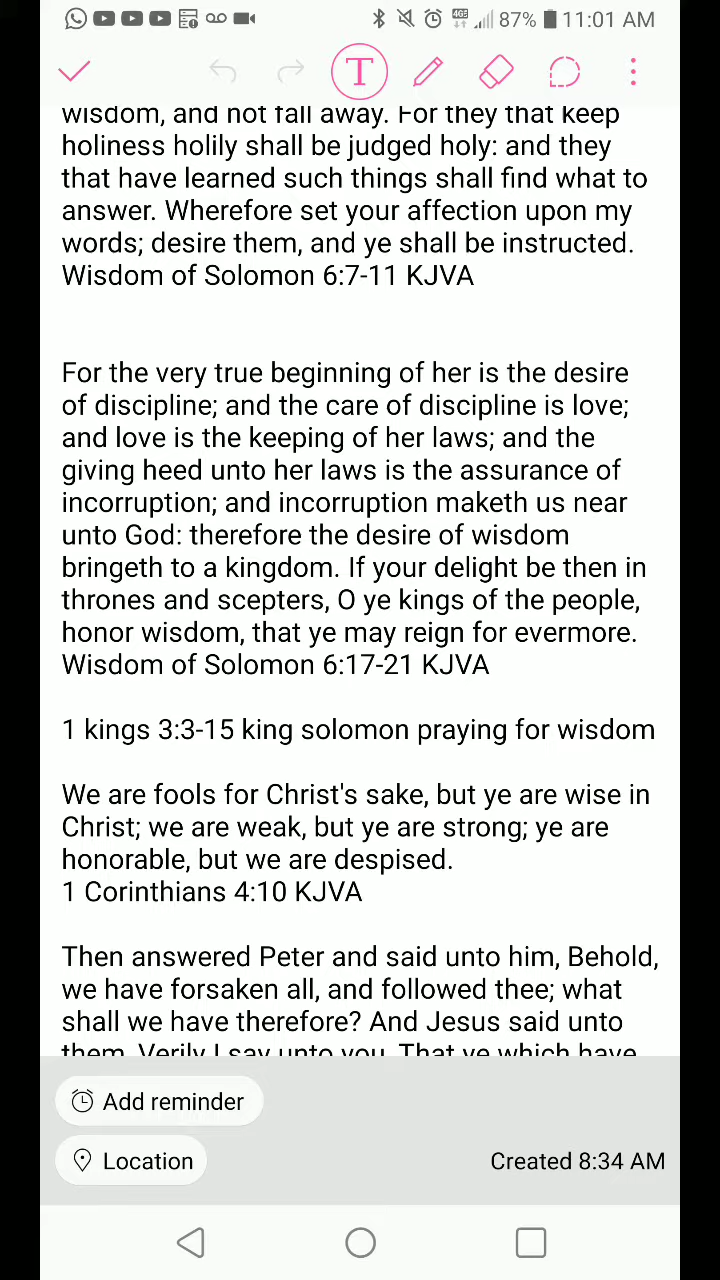 87% 11:01 AM
T
wisdom, and not fall away. For they that keep
holiness holily shall be judged holy: and they
that have learned such things shall find what to
answer. Wherefore set your affection upon my
words; desire them, and ye shall be instructed.
Wisdom of Solomon 6:7-11 KJVA
For the very true beginning of her is the desire
of discipline; and the care of discipline is love;
and love is the keeping of her laws; and the
giving heed unto her laws is the assurance of
incorruption; and incorruption maketh us near
unto God: therefore the desire of wisdom
bringeth to a kingdom. If your delight be then in
thrones and scepters, O ye kings of the people,
honor wisdom, that ye may reign for evermore.
Wisdom of Solomon 6:17-21 KJVA
1 kings 3:3-15 king solomon praying for wisdom
We are fools for Christ's sake, but ye are wise in
Christ; we are weak, but ye are strong; ye are
honorable, but we are despised.
1 Corinthians 4:10 KJVA
Then answered Peter and said unto him, Behold,
we have forsaken all, and followed thee; what
shall we have therefore? And Jesus said unto
them, Verily I say unto you, That ye which have
Add reminder
Location
Created 8:34 AM